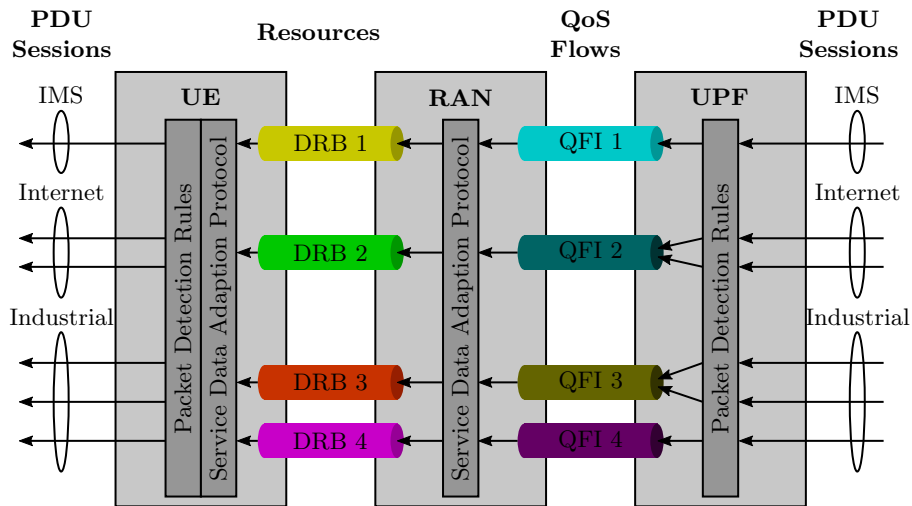 PDU
Sessions
Resources
QoS
Flows
PDU
Sessions
IMS
UE
RAN
UPF
IMS
DRB 1
QFI 1
Internet
Internet
DRB 2
QFI 2
Industrial
Industrial
DRB 3
QFI 3
DRB 4
QFI 4
Packet Detection Rules
Service Data Adaption Protocol
Service Data Adaption Protocol
Packet Detection Rules